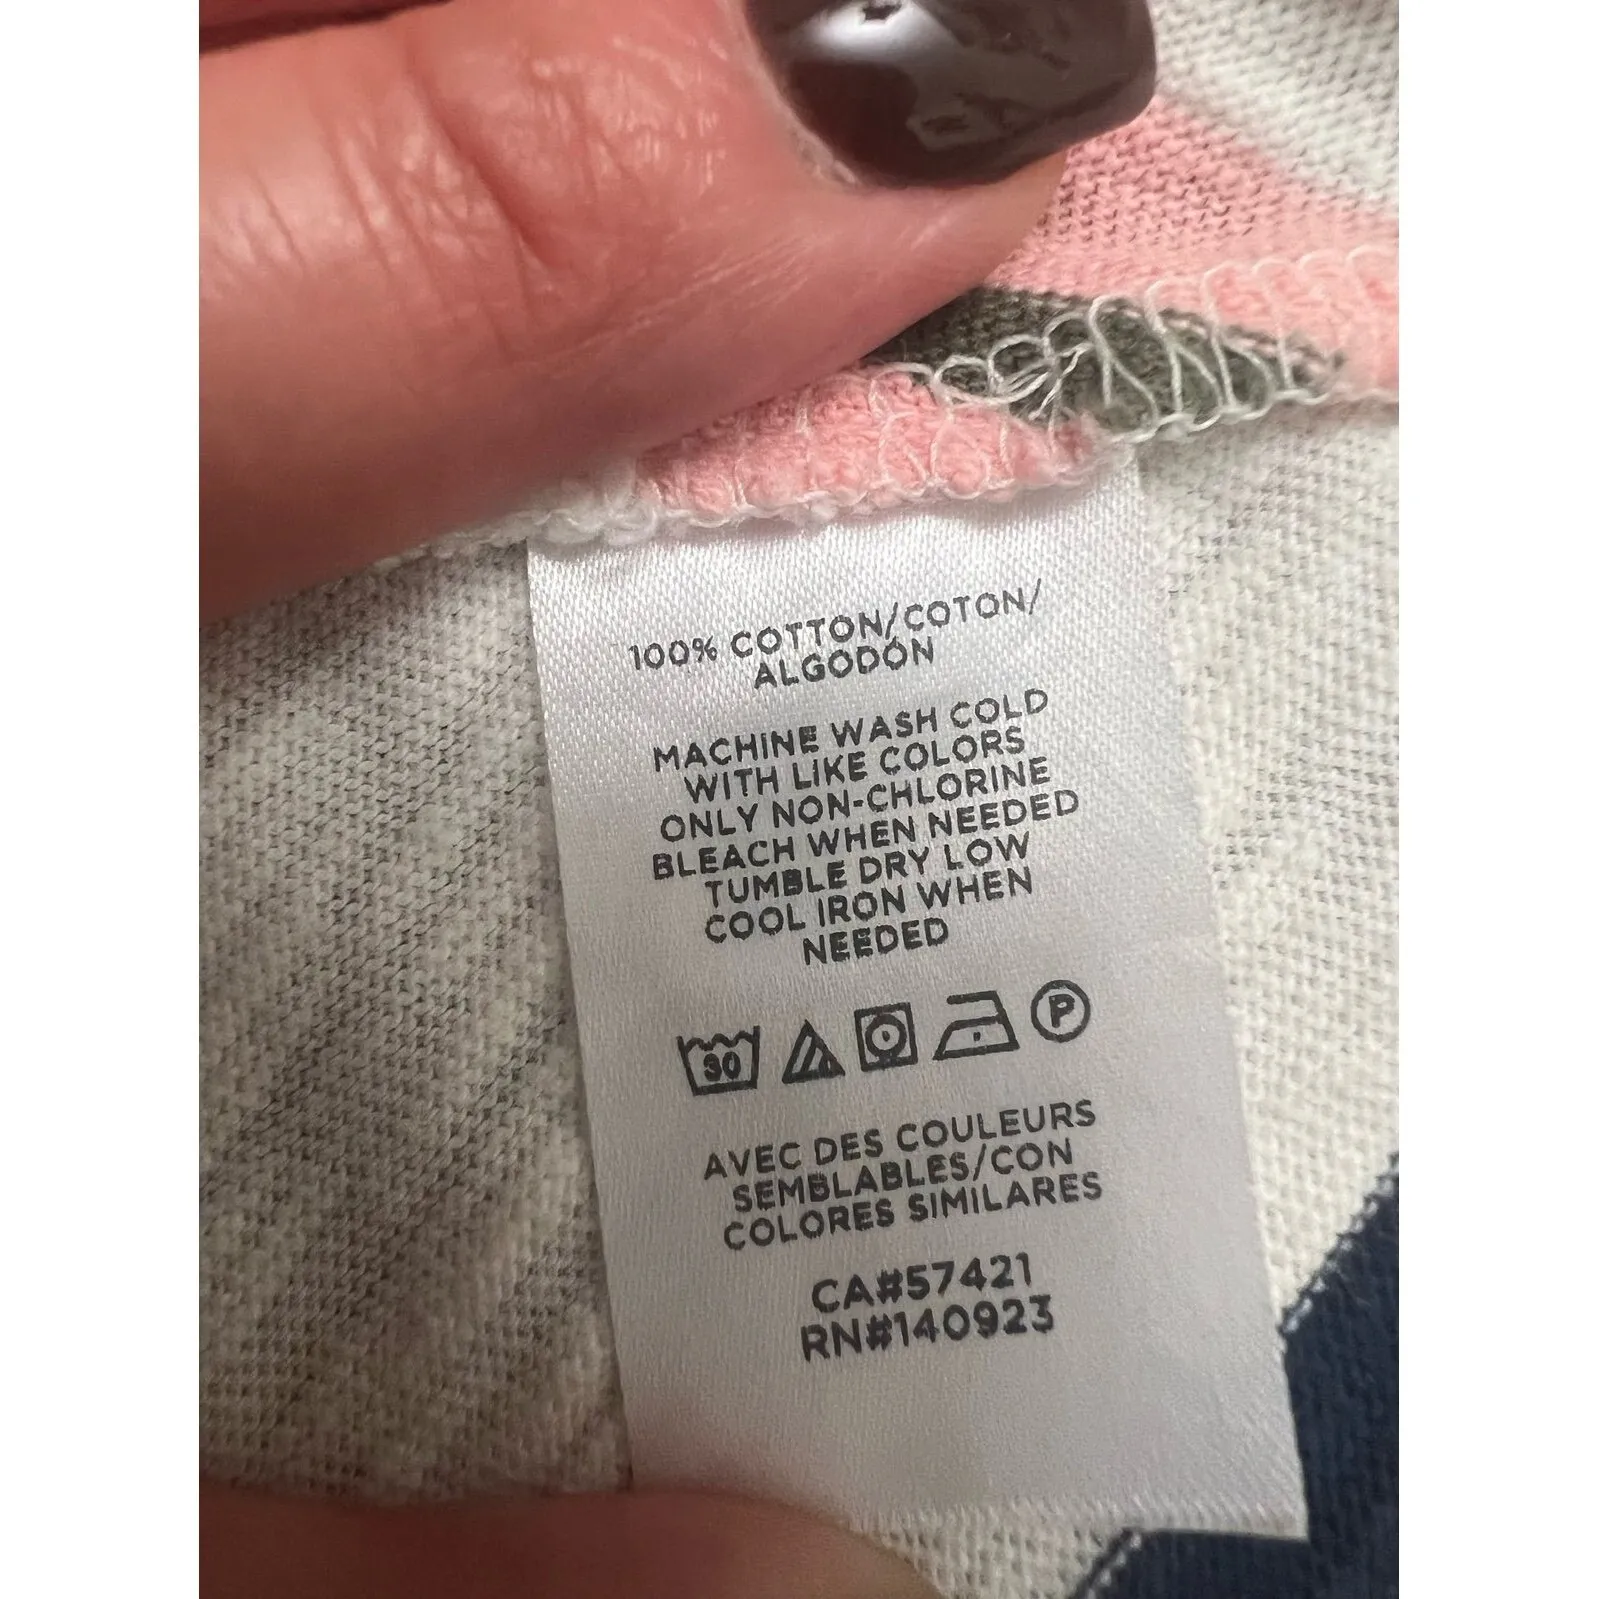 100% COTTON/COTON/
ALGODÓN
MACHINE WASH COLD
WITH LIKE COLORS
ONLY NON-CHLORINE
BLEACH WHEN NEEDED
TUMBLE DRY LOW
COOL IRON WHEN
NEEDED
30 P
AVEC DES COULEURS
SEMBLABLES/CON
COLORES SIMILARES
CA#57421
RN#140923